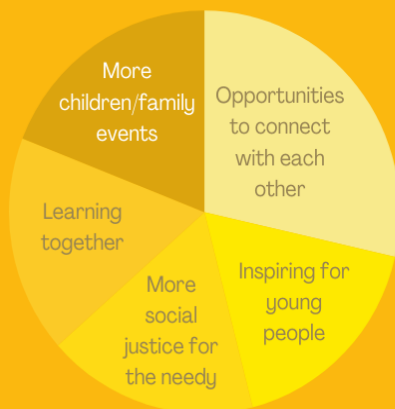 More
children/family
events
Opportunities
to connect
with each
other
Learning
together
Inspiring for
young
people
More
social
justice for
the needy